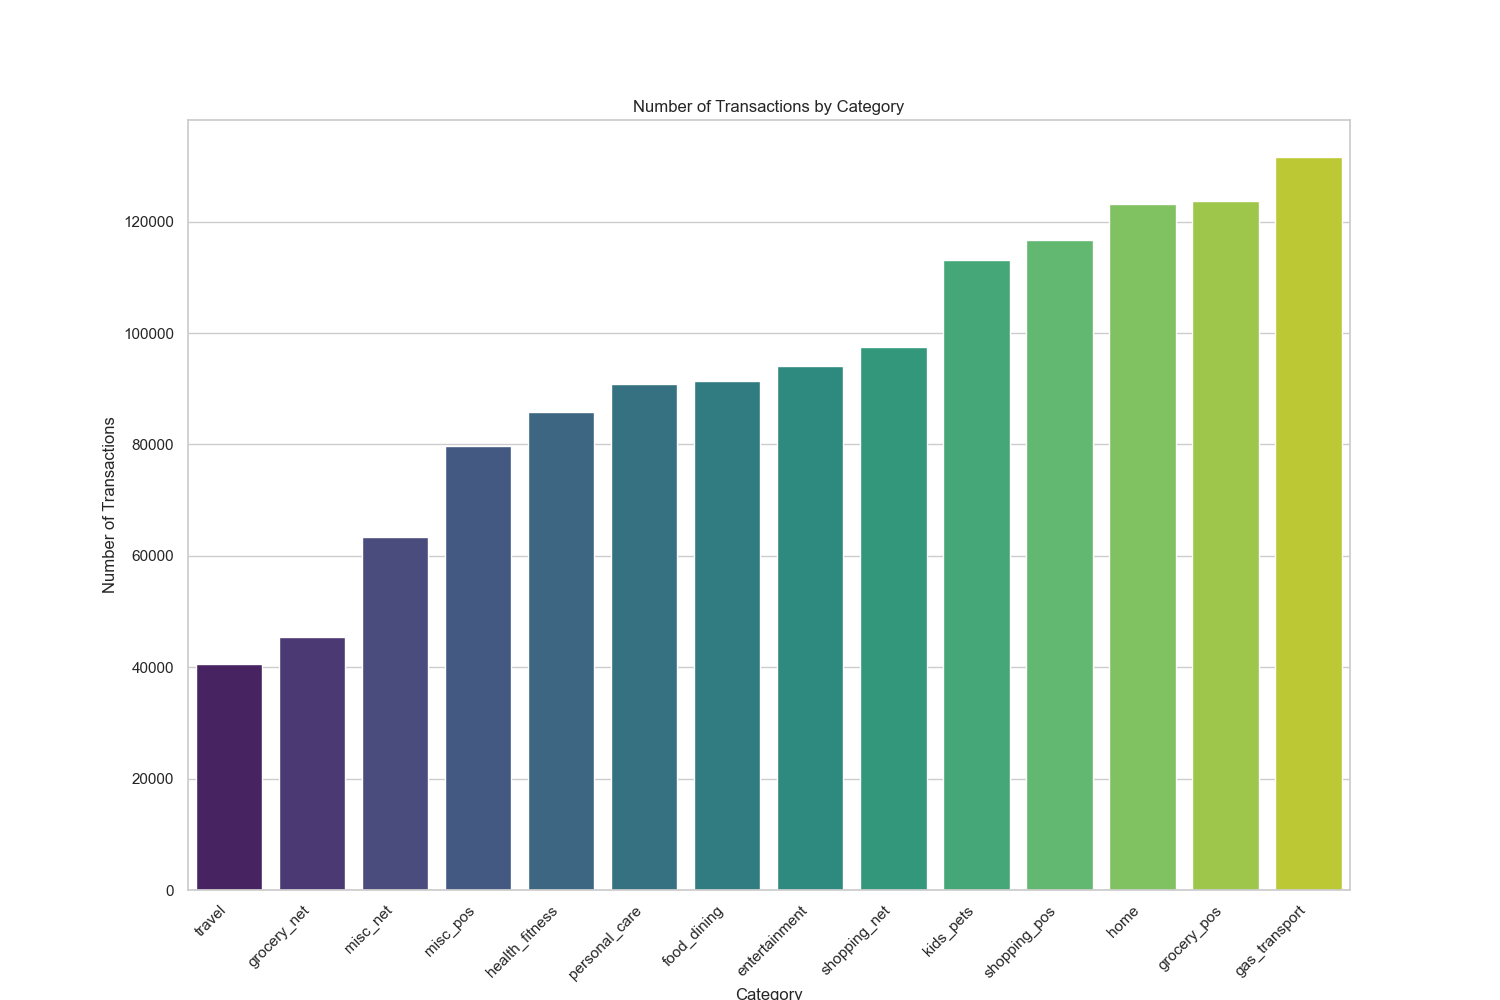 Number of Transactions by Category
Number of Transactions
120000
100000
80000
60000
40000
20000
0
travel
grocery_net
misc_net
misc_pos
health_fitness
personal_care
food_dining
entertainment
shopping_net
kids_pets
shopping_pos
home
grocery_pos
gas_transport
Category